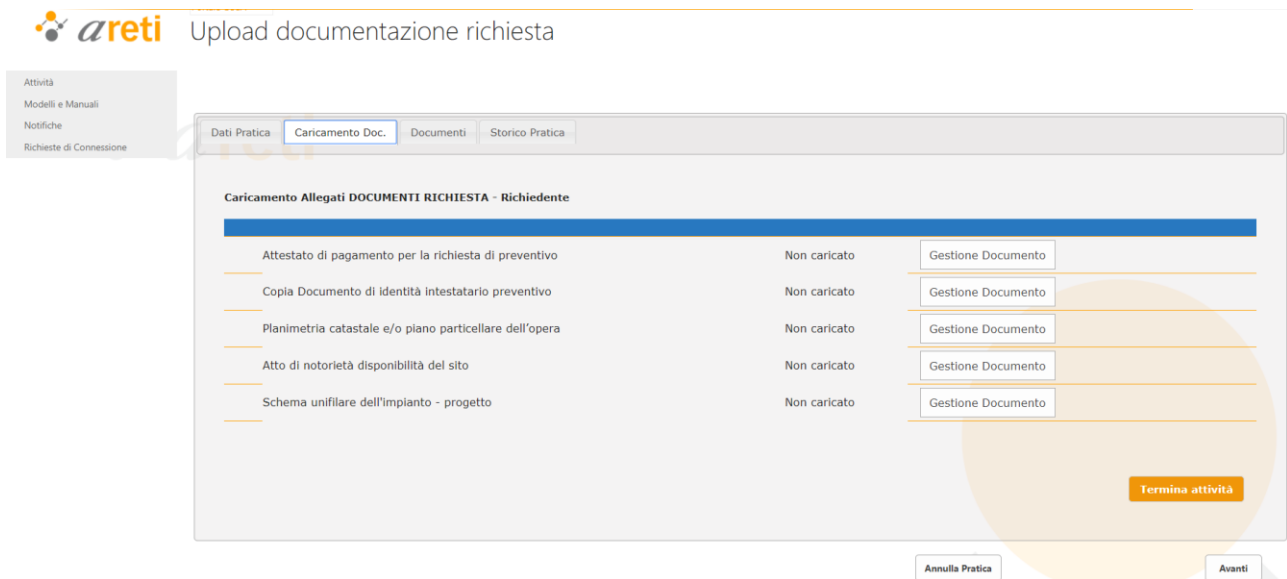 areti Upload documentazione richiesta
Attività
Modelli e Manuali
Notifiche
Richieste di Connessione
Dati Pratica Caricamento Doc. Documenti Storico Pratica
areti
Caricamento Allegati DOCUMENTI RICHIESTA - Richiedente
Attestato di pagamento per la richiesta di preventivo Non caricato Gestione Documento
Copia Documento di identità intestatario preventivo Non caricato Gestione Documento
Planimetria catastale e/o piano particellare dell'opera Non caricato Gestione Documento
Atto di notorietà disponibilità del sito Non caricato Gestione Documento
Schema unifilare dell'impianto - progetto Non caricato Gestione Documento
Termina attività
Annulla Pratica Avanti